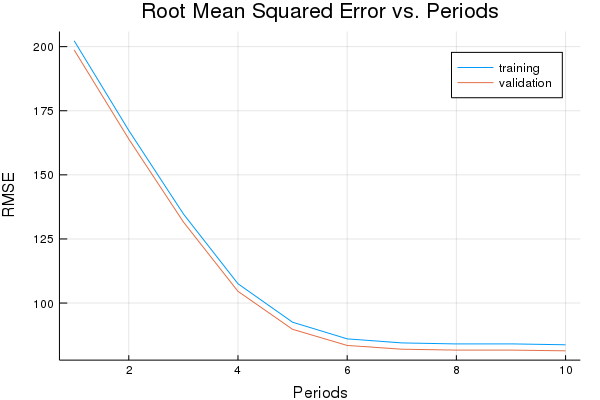 Root Mean Squared Error vs. Periods
training
validation
200
175
150
125
100
RMSE
2 4 6 8 10
Periods